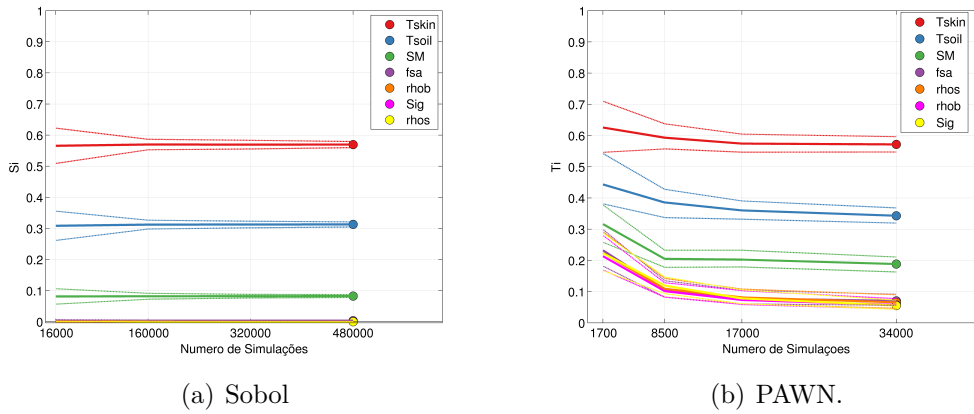 1
0.9
0.8
0.7
0.6
0.5
0.4
0.3
0.2
0.1
0
Si
16000 160000 320000 480000
Numero de Simulações
Tskin
Tsoil
SM
fsa
rhob
Sig
rhos
(a) Sobol
1
0.9
0.8
0.7
0.6
0.5
0.4
0.3
0.2
0.1
0
Ti
1700 8500 17000 34000
Numero de Simulaçoes
Tskin
Tsoil
SM
fsa
rhos
rhob
Sig
(b) PAWN.